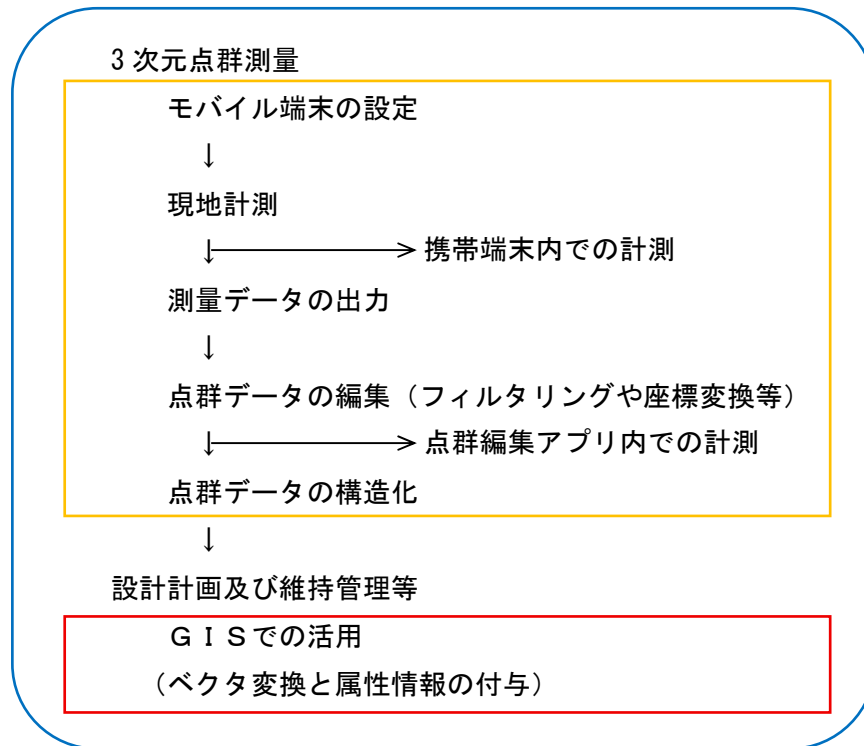 3次元点群測量
モバイル端末の設定
↓
現地計測
↓→携帯端末内での計測
測量データの出力
↓
点群データの編集（フィルタリングや座標変換等）
↓→点群編集アプリ内での計測
点群データの構造化
↓
設計計画及び維持管理等
ＧＩＳでの活用
（ベクタ変換と属性情報の付与）